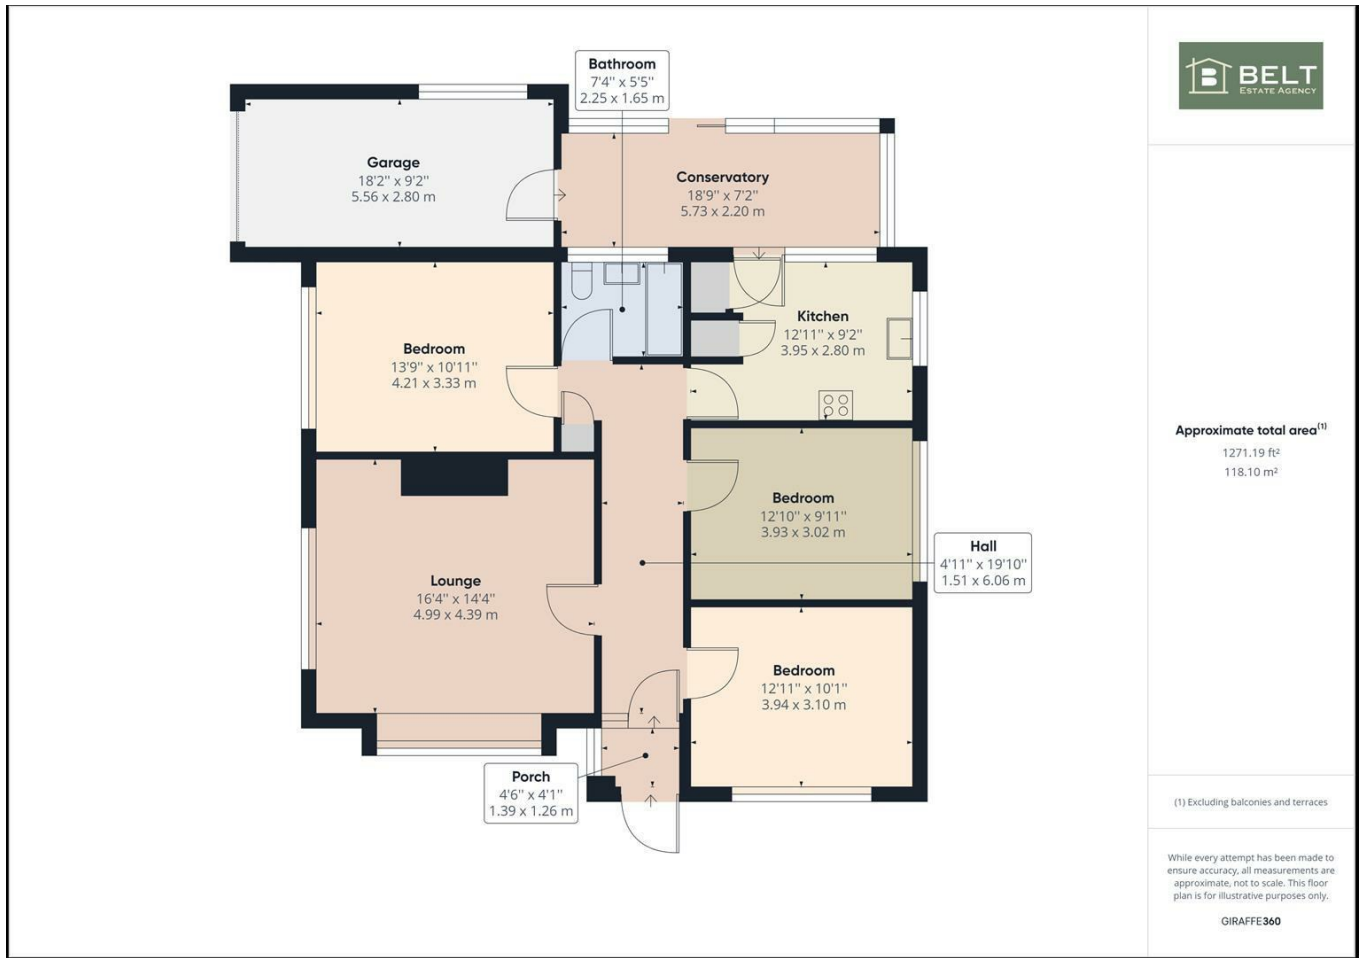 Bathroom
7'4" x 5'5"
2.25 x 1.65 m
Garage
18'2" x 9'2"
5.56 x 2.80 m
Conservatory
18'9" x 7'2"
5.73 x 2.20 m
Bedroom
13'9" x 10'11"
4.21 x 3.33 m
Kitchen
12'11" x 9'2"
3.95 x 2.80 m
Bedroom
12'10" x 9'11"
3.93 x 3.02 m
Hall
4'11" x 19'10"
1.51 x 6.06 m
Lounge
16'4" x 14'4"
4.99 x 4.39 m
Bedroom
12'11" x 10'1"
3.94 x 3.10 m
Porch
4'6" x 4'1"
1.39 x 1.26 m
B BELT
ESTATE AGENCY
Approximate total area(1)
1271.19 ft²
118.10 m²
(1) Excluding balconies and terraces
While every attempt has been made to
ensure accuracy, all measurements are
approximate, not to scale. This floor
plan is for illustrative purposes only.
GIRAFFE360